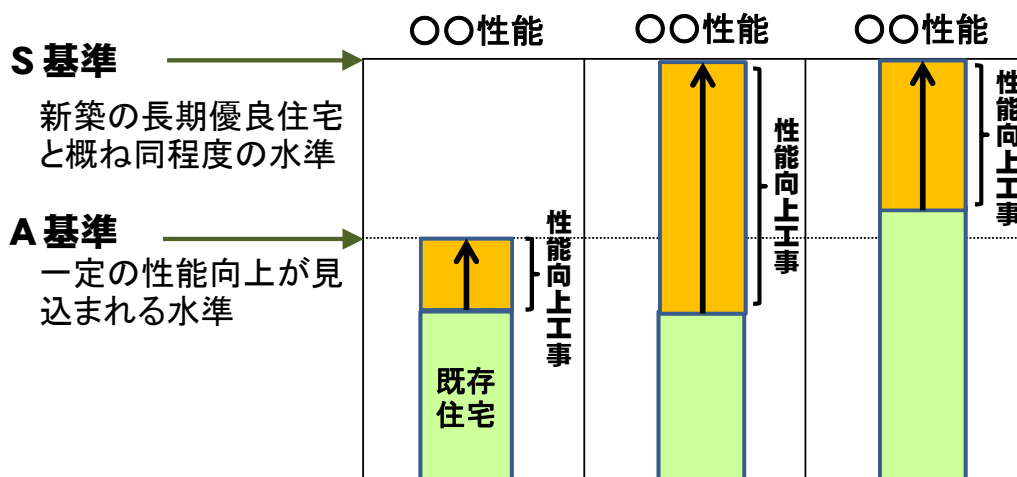 〇〇性能
〇〇性能
〇〇性能
S 基準
新築の長期優良住宅
と概ね同程度の水準
A 基準
一定の性能向上が見
込まれる水準
性能向上工事
性能向上工事
性能向上工事
既存
住宅